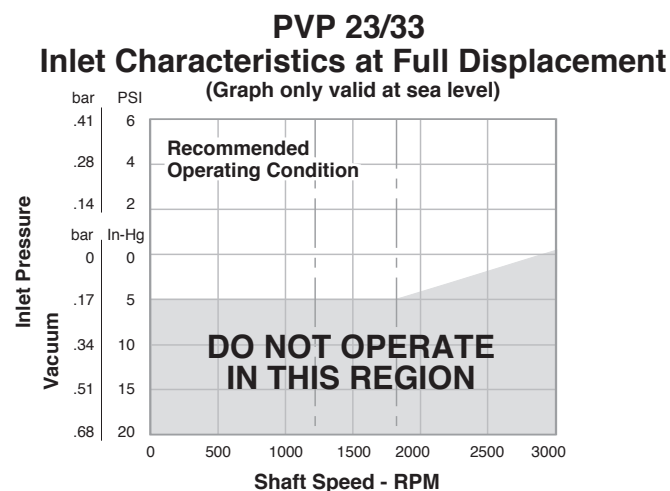 PVP 23/33
Inlet Characteristics at Full Displacement
(Graph only valid at sea level)
bar PSI
.41 6
.28 4
.14 2
bar In-Hg
0 0
.17 5
.34 10
.51 15
.68 20
Inlet Pressure
Vacuum
Recommended
Operating Condition
DO NOT OPERATE
IN THIS REGION
0 500 1000 1500 2000 2500 3000
Shaft Speed - RPM